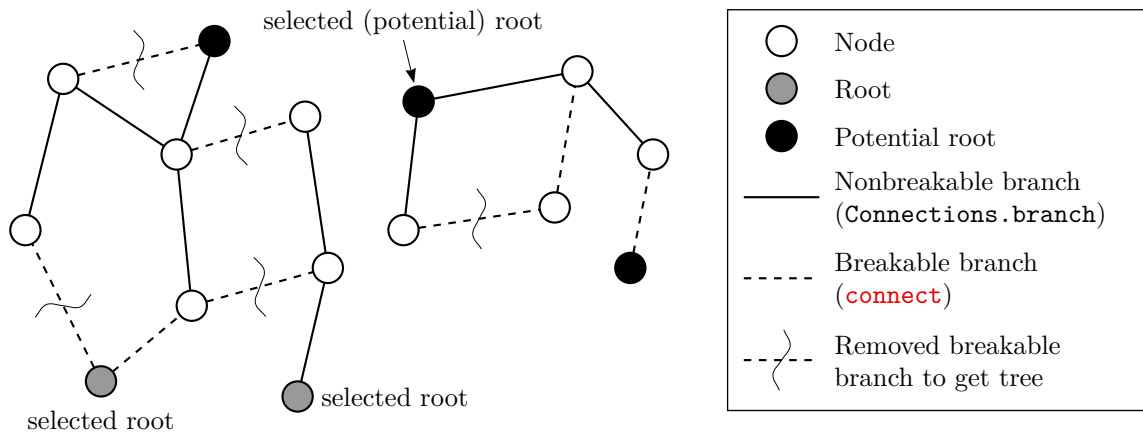 selected (potential) root
selected root
selected root
Node
Root
Potential root
Nonbreakable branch
(Connections.branch)
Breakable branch
(connect)
Removed breakable
branch to get tree